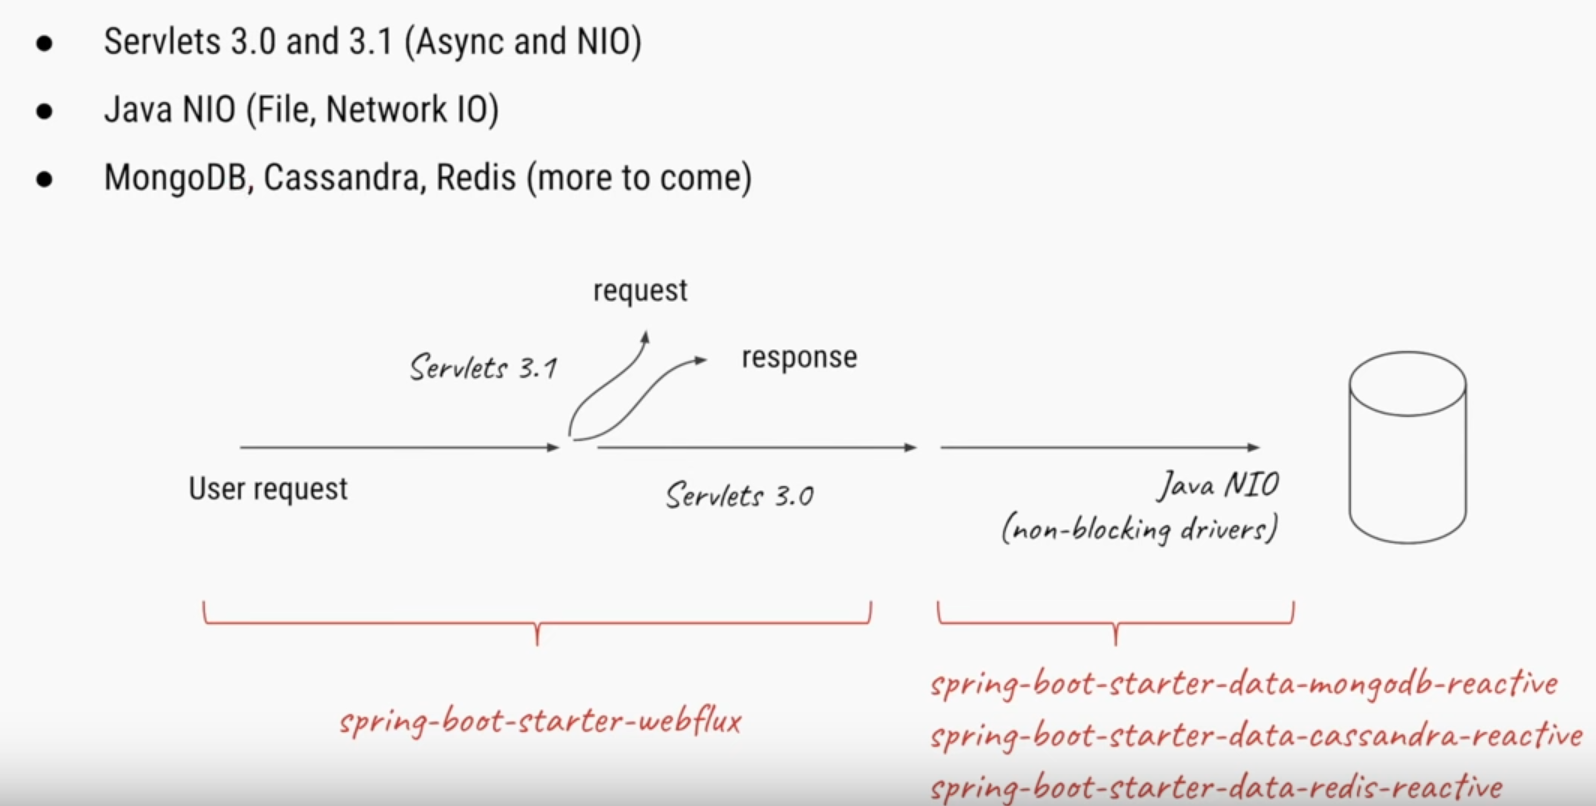 Servlets 3.0 and 3.1 (Async and NIO)
Java NIO (File, Network IO)
MongoDB, Cassandra, Redis (more to come)
request
Servlets 3.1
response
User request
Servlets 3.0
Java NIO
(non-blocking drivers)
spring-boot-starter-webflux
spring-boot-starter-data-mongodb-reactive
spring-boot-starter-data-cassandra-reactive
spring-boot-starter-data-redis-reactive